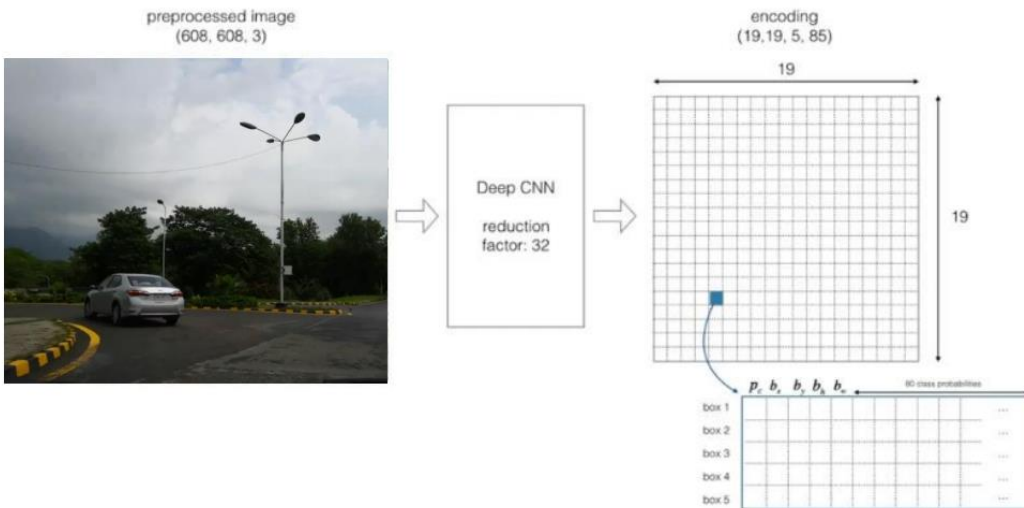 preprocessed image
(608, 608, 3)
encoding
(19,19, 5, 85)
19
Deep CNN
reduction
factor: 32
19
p_c b_x b_y b_h b_w
80 class probabilities
box 1 ...
box 2 ...
box 3 ...
box 4 ...
box 5 ...